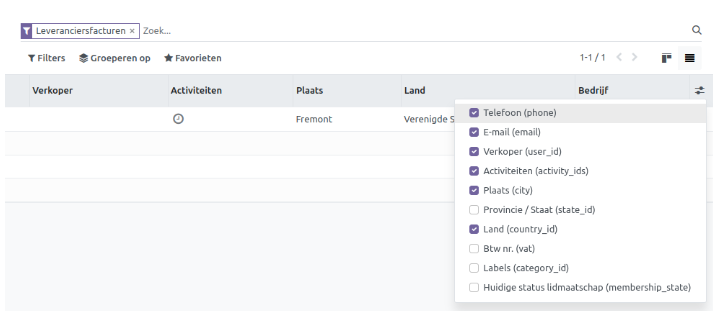 Leveranciersfacturen × Zoek...
Filters Groeperen op Favorieten 1-1 / 1
Verkoper Activiteiten Plaats Land Bedrijf
Fremont Verenigde S
Telefoon (phone)
E-mail (email)
Verkoper (user_id)
Activiteiten (activity_ids)
Plaats (city)
Provincie / Staat (state_id)
Land (country_id)
Btw nr. (vat)
Labels (category_id)
Huidige status lidmaatschap (membership_state)